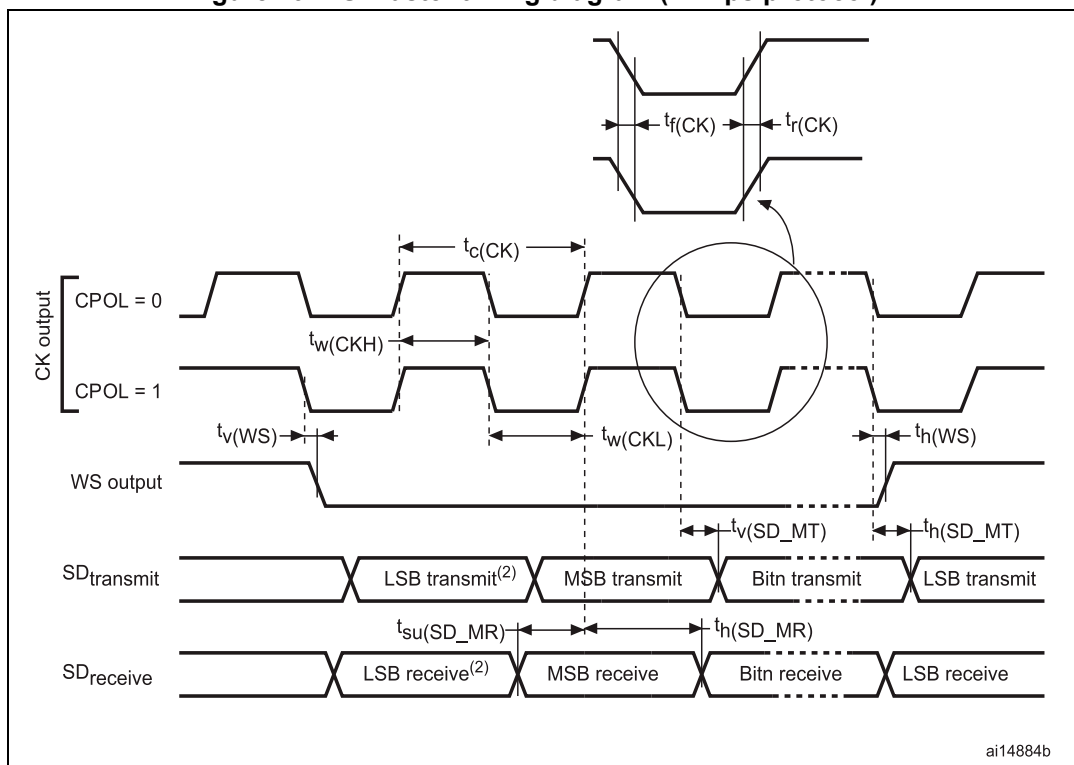 tf(CK)
tr(CK)
tc(CK)
CK output
CPOL = 0
tw(CKH)
CPOL = 1
tv(WS)
tw(CKL)
th(WS)
WS output
tv(SD_MT)
th(SD_MT)
SDtransmit
LSB transmit(2)
MSB transmit
Bitn transmit
LSB transmit
tsu(SD_MR)
th(SD_MR)
SDreceive
LSB receive(2)
MSB receive
Bitn receive
LSB receive
ai14884b